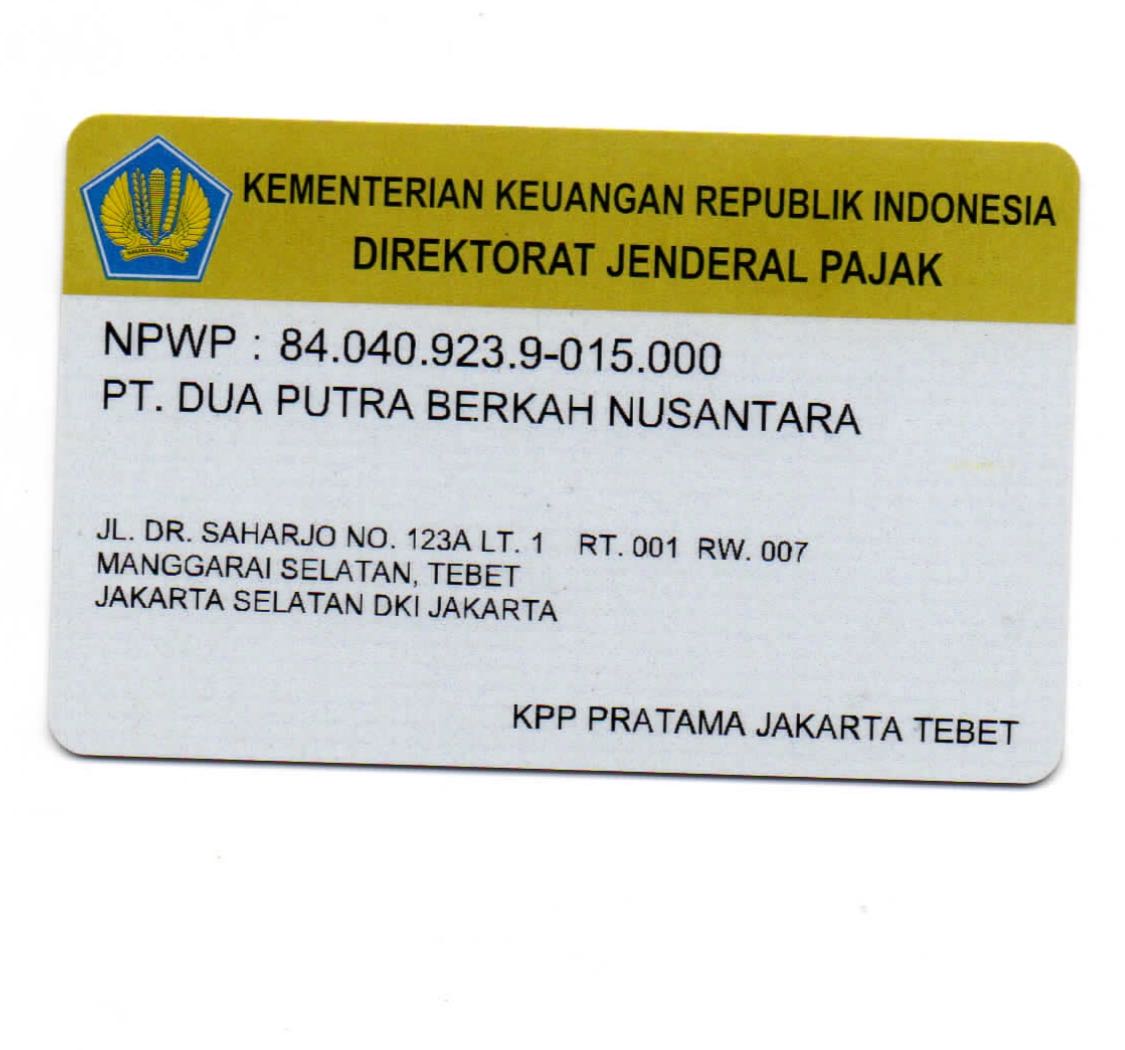 KEMENTERIAN KEUANGAN REPUBLIK INDONESIA
DIREKTORAT JENDERAL PAJAK
NPWP : 84.040.923.9-015.000
PT. DUA PUTRA BERKAH NUSANTARA
JL. DR. SAHARJO NO. 123A LT. 1 RT. 001 RW. 007
MANGGARAI SELATAN, TEBET
JAKARTA SELATAN DKI JAKARTA
KPP PRATAMA JAKARTA TEBET